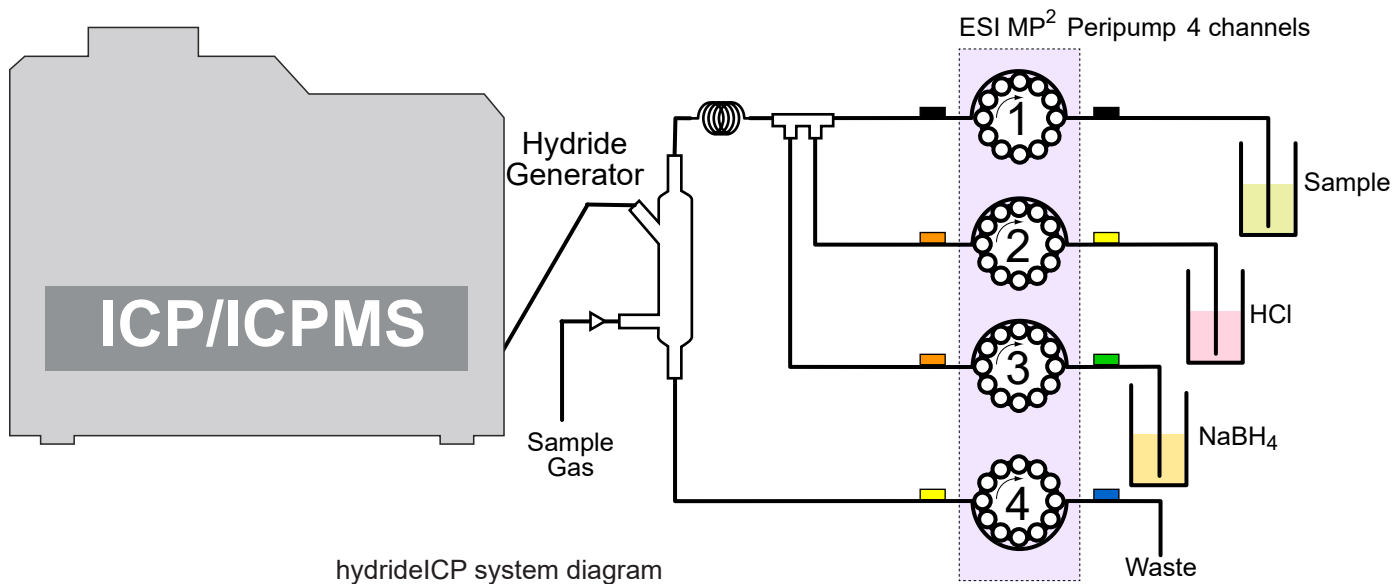 ESI MP² Peripump 4 channels
1
Sample
Hydride
Generator
2
HCl
ICP/ICPMS
3
Sample
Gas
NaBH₄
4
Waste
hydrideICP system diagram